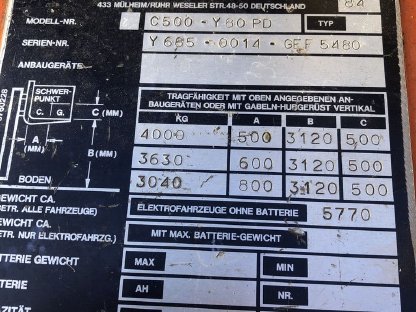 433 MÜLHEIM/RUHR WESELER STR.48-50 DEUTSCHLAND 84
MODELL-NR. C500-Y80 PD TYP
SERIEN-NR. Y685-0014-GEF 5480
ANBAUGERÄTE
TRAGFÄHIGKEIT MIT OBEN ANGEGEBENEN AN-
BAUGERÄTEN ODER MIT GABELN-HUBGERÜST VERTIKAL
SCHWER-
PUNKT
C. G.
C (MM)
A
(MM)
B (MM)
BODEN
KG A B C
4000 500 3120 500
3630 600 3120 500
3040 800 3120 500
GEWICHT CA.
ALLE FAHRZEUGE)
ELEKTROFAHRZEUGE OHNE BATTERIE 5770
GEWICHT CA.
NUR ELEKTROFAHRZG.)
MIT MAX. BATTERIE-GEWICHT
GEWICHT MAX MIN
AH NR.